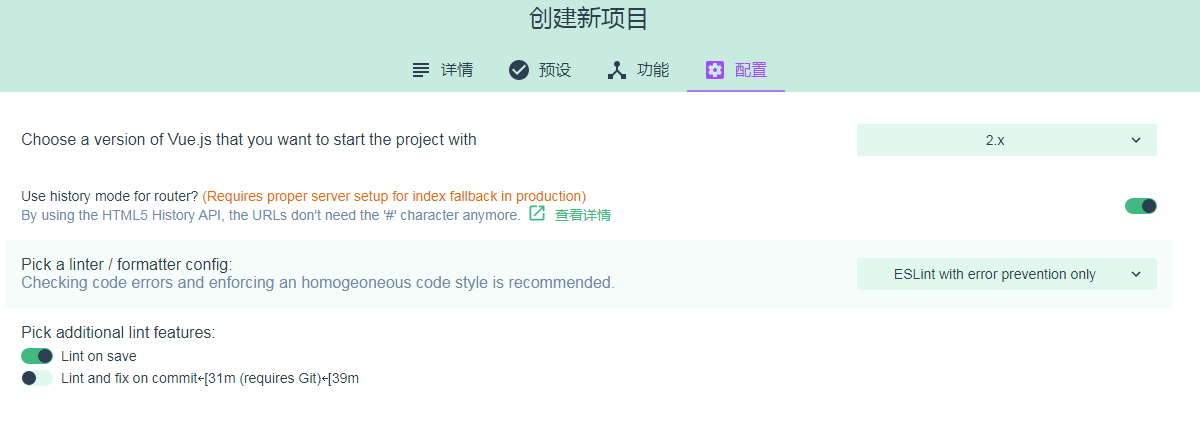 创建新项目
详情 预设 功能 配置
Choose a version of Vue.js that you want to start the project with 2.x
Use history mode for router? (Requires proper server setup for index fallback in production)
By using the HTML5 History API, the URLs don't need the '#' character anymore. 查看详情
Pick a linter / formatter config: ESLint with error prevention only
Checking code errors and enforcing an homogeoneous code style is recommended.
Pick additional lint features:
Lint on save
Lint and fix on commit←[31m (requires Git)←[39m